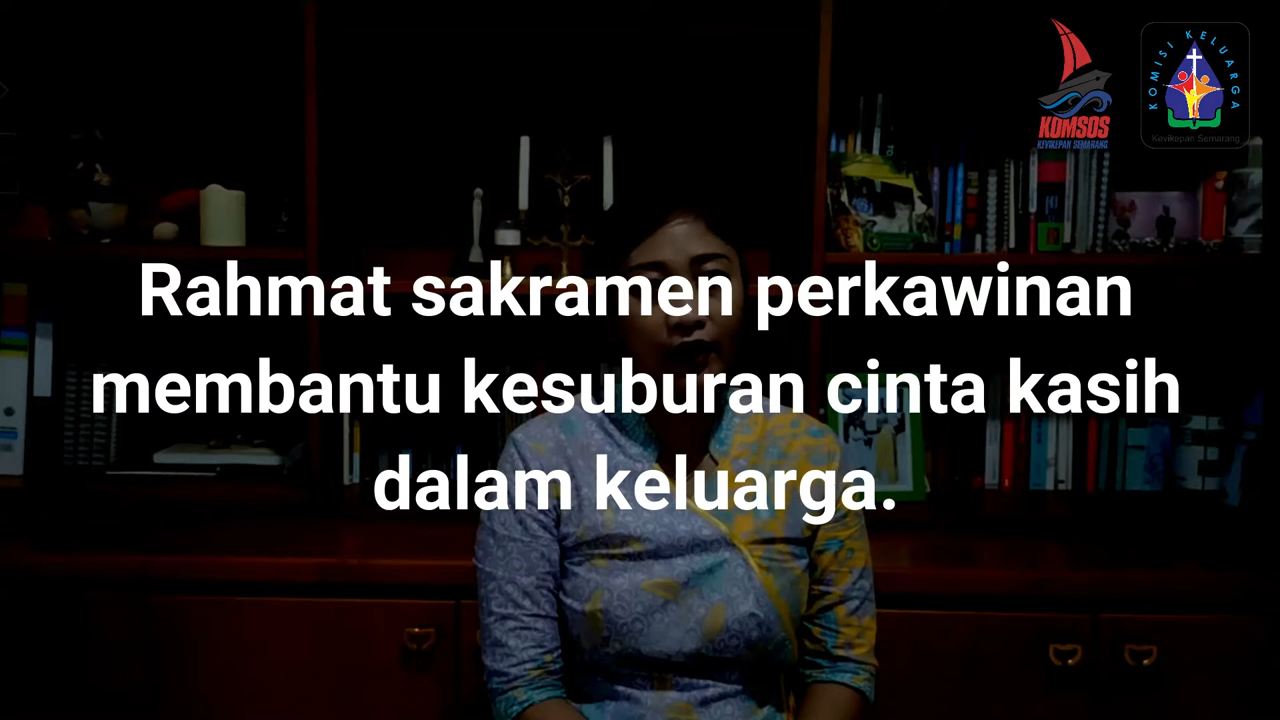 KOMSOS
KEVIKEPAN SEMARANG
KOMISI KELUARGA
Kevikepan Semarang
Rahmat sakramen perkawinan
membantu kesuburan cinta kasih
dalam keluarga.